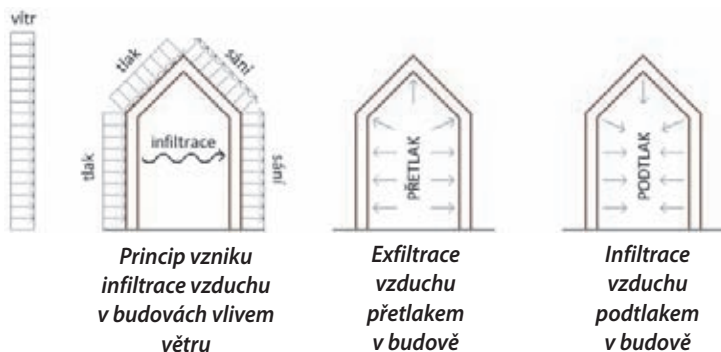 vítr
tlak
sání
infiltrace
tlak
sání
PŘETLAK
PODTLAK
Princip vzniku
infiltrace vzduchu
v budovách vlivem
větru
Exfiltrace
vzduchu
přetlakem
v budově
Infiltrace
vzduchu
podtlakem
v budově